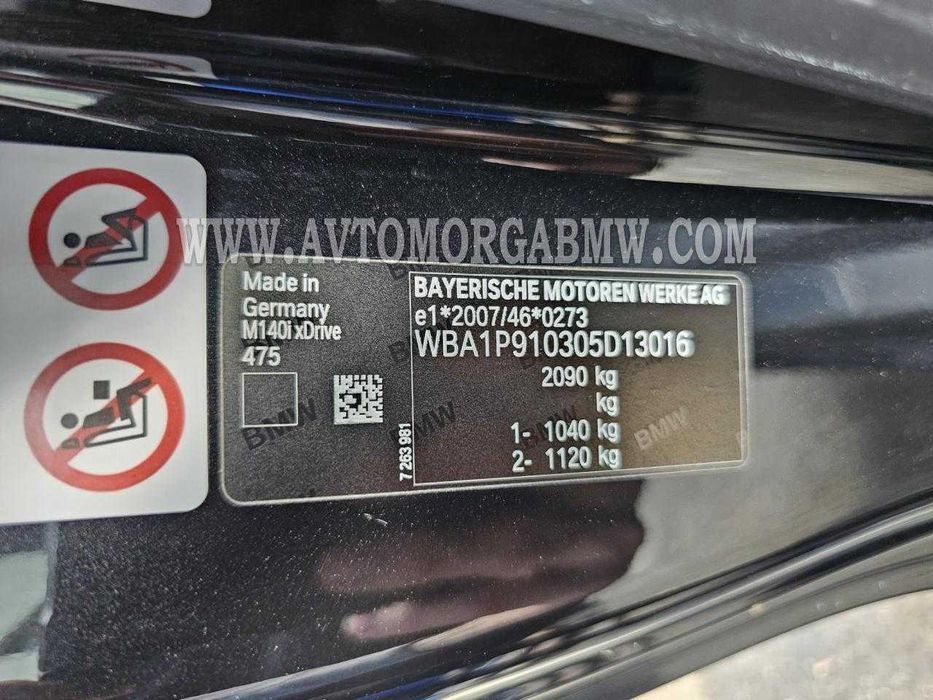 WWW.AVTOMORGABMW.COM
Made in
Germany
M140i xDrive
475
7 263 981
BAYERISCHE MOTOREN WERKE AG
e1*2007/46*0273
WBA1P910305D13016
2090 kg
kg
1- 1040 kg
2- 1120 kg
BMW
BMW
BMW
BMW